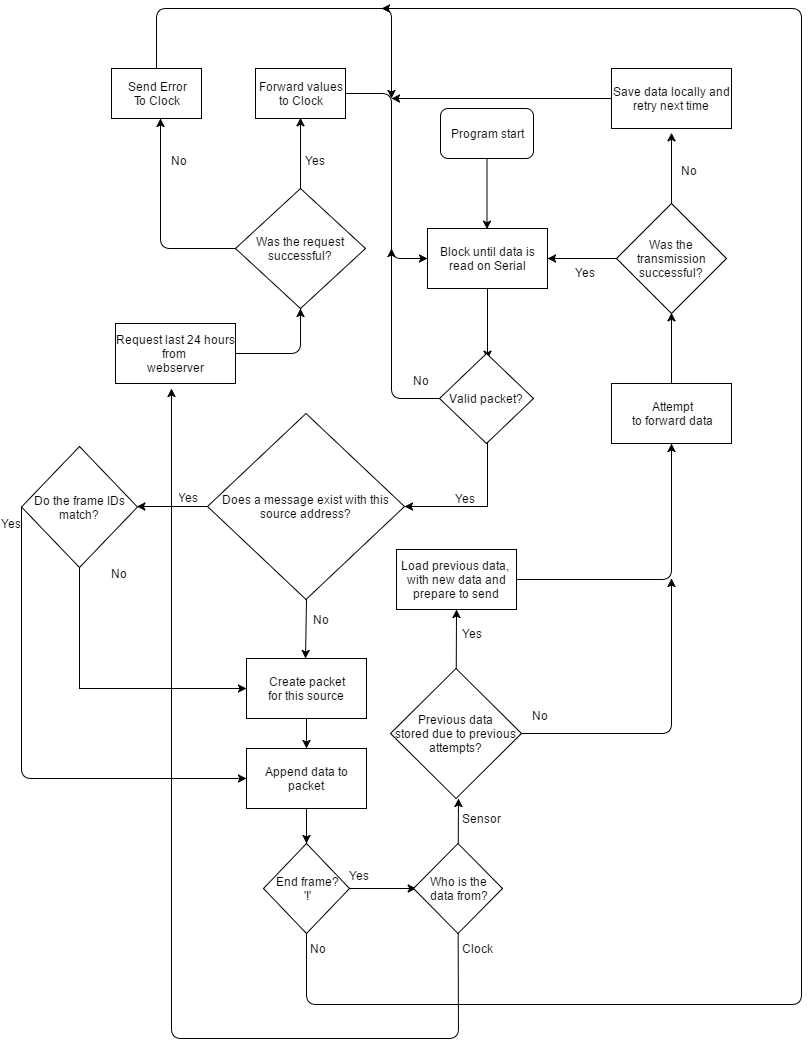 Send Error
To Clock
Forward values
to Clock
Save data locally and
retry next time
Program start
No
Yes
No
Was the request
successful?
Block until data is
read on Serial
Was the
transmission
successful?
Yes
Request last 24 hours
from
webserver
No
Valid packet?
Attempt
to forward data
Do the frame IDs
match?
Yes
Does a message exist with this
source address?
Yes
Yes
No
Load previous data,
with new data and
prepare to send
No
Yes
Create packet
for this source
Previous data
stored due to previous
attempts?
No
Append data to
packet
Sensor
End frame?
'!'
Yes
Who is the
data from?
No
Clock